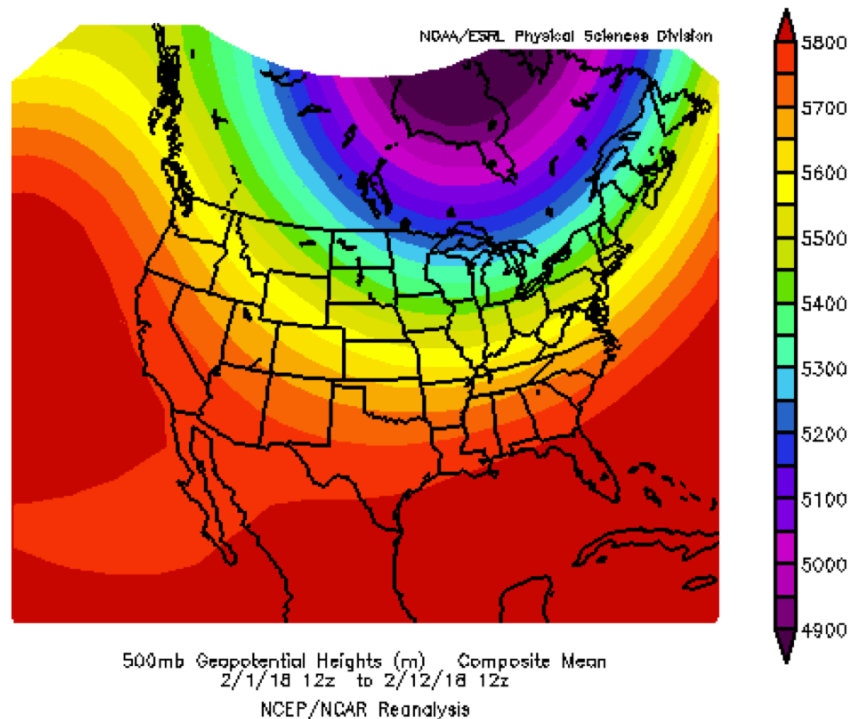 NOAA/ESRL Physical Sciences Division
5800
5700
5600
5500
5400
5300
5200
5100
5000
4900
500mb Geopotential Heights (m) Composite Mean
2/1/18 12z to 2/12/18 12z
NCEP/NCAR Reanalysis